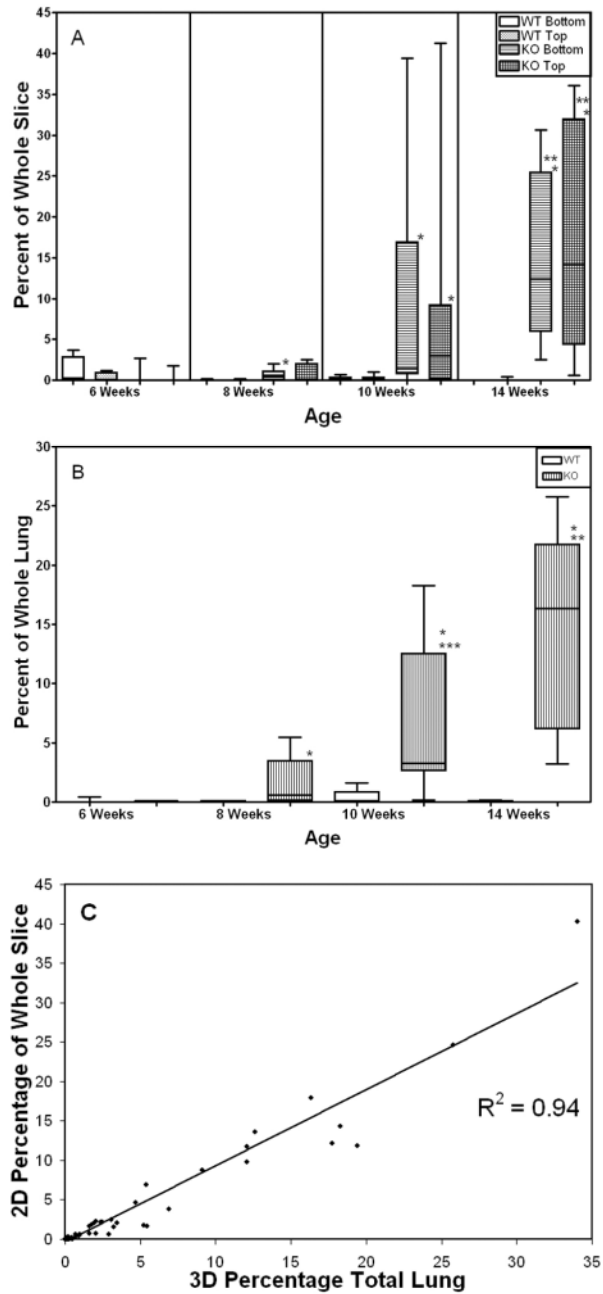 A
WT Bottom
WT Top
KO Bottom
KO Top
Percent of Whole Slice
45
40
35
30
25
20
15
10
5
0
*
*
*
**
*
**
*
6 Weeks 8 Weeks 10 Weeks 14 Weeks
Age
B
WT
KO
Percent of Whole Lung
30
25
20
15
10
5
0
*
*
***
*
**
6 Weeks 8 Weeks 10 Weeks 14 Weeks
Age
C
2D Percentage of Whole Slice
45
40
35
30
25
20
15
10
5
0
R² = 0.94
0 5 10 15 20 25 30 35
3D Percentage Total Lung